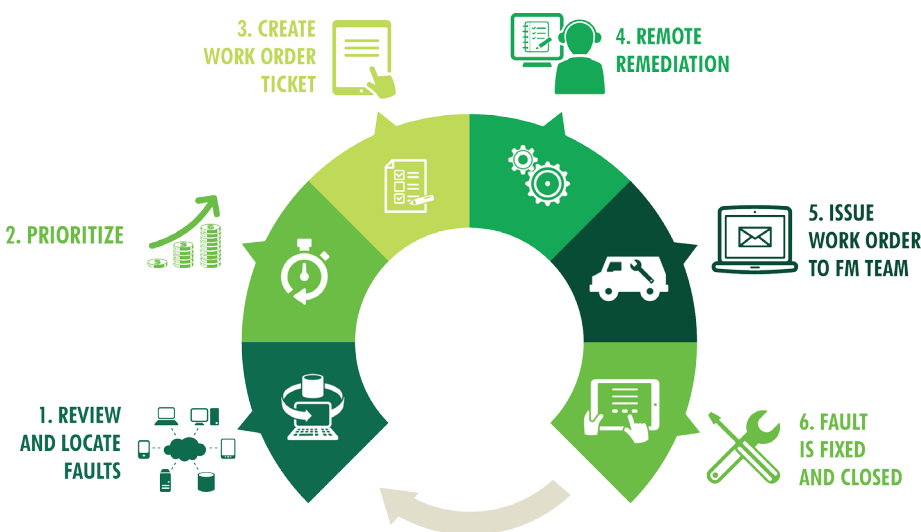 1. REVIEW
AND LOCATE
FAULTS
2. PRIORITIZE
3. CREATE
WORK ORDER
TICKET
4. REMOTE
REMEDIATION
5. ISSUE
WORK ORDER
TO FM TEAM
6. FAULT
IS FIXED
AND CLOSED